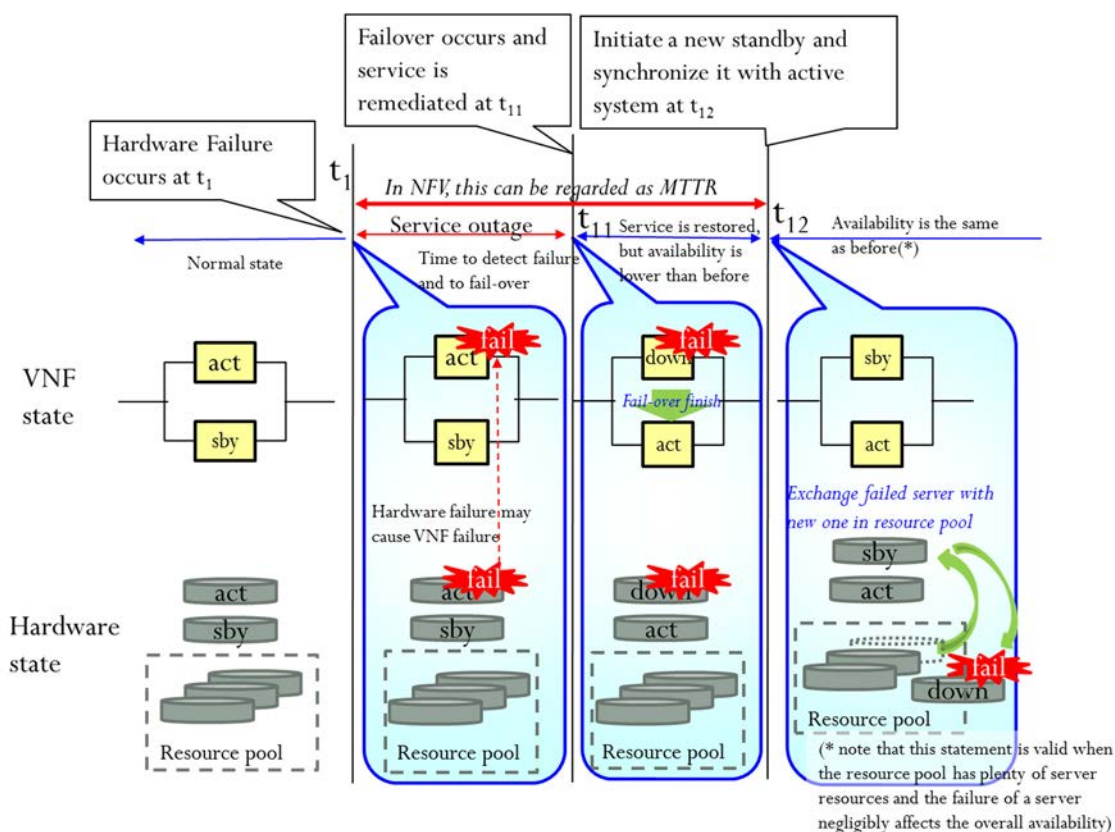 Failover occurs and
service is
remediated at t11
Initiate a new standby and
synchronize it with active
system at t12
Hardware Failure
occurs at t1
t1
In NFV, this can be regarded as MTTR
Service outage
t11
Service is restored,
but availability is
lower than before
t12
Availability is the same
as before(*)
Normal state
Time to detect failure
and to fail-over
VNF
state
act
sby
act
fail
sby
down
fail
Fail-over finish
act
sby
act
Hardware failure may
cause VNF failure
Exchange failed server with
new one in resource pool
Hardware
state
act
sby
Resource pool
act
fail
sby
Resource pool
down
fail
act
Resource pool
sby
act
fail
down
Resource pool
(* note that this statement is valid when
the resource pool has plenty of server
resources and the failure of a server
negligibly affects the overall availability)